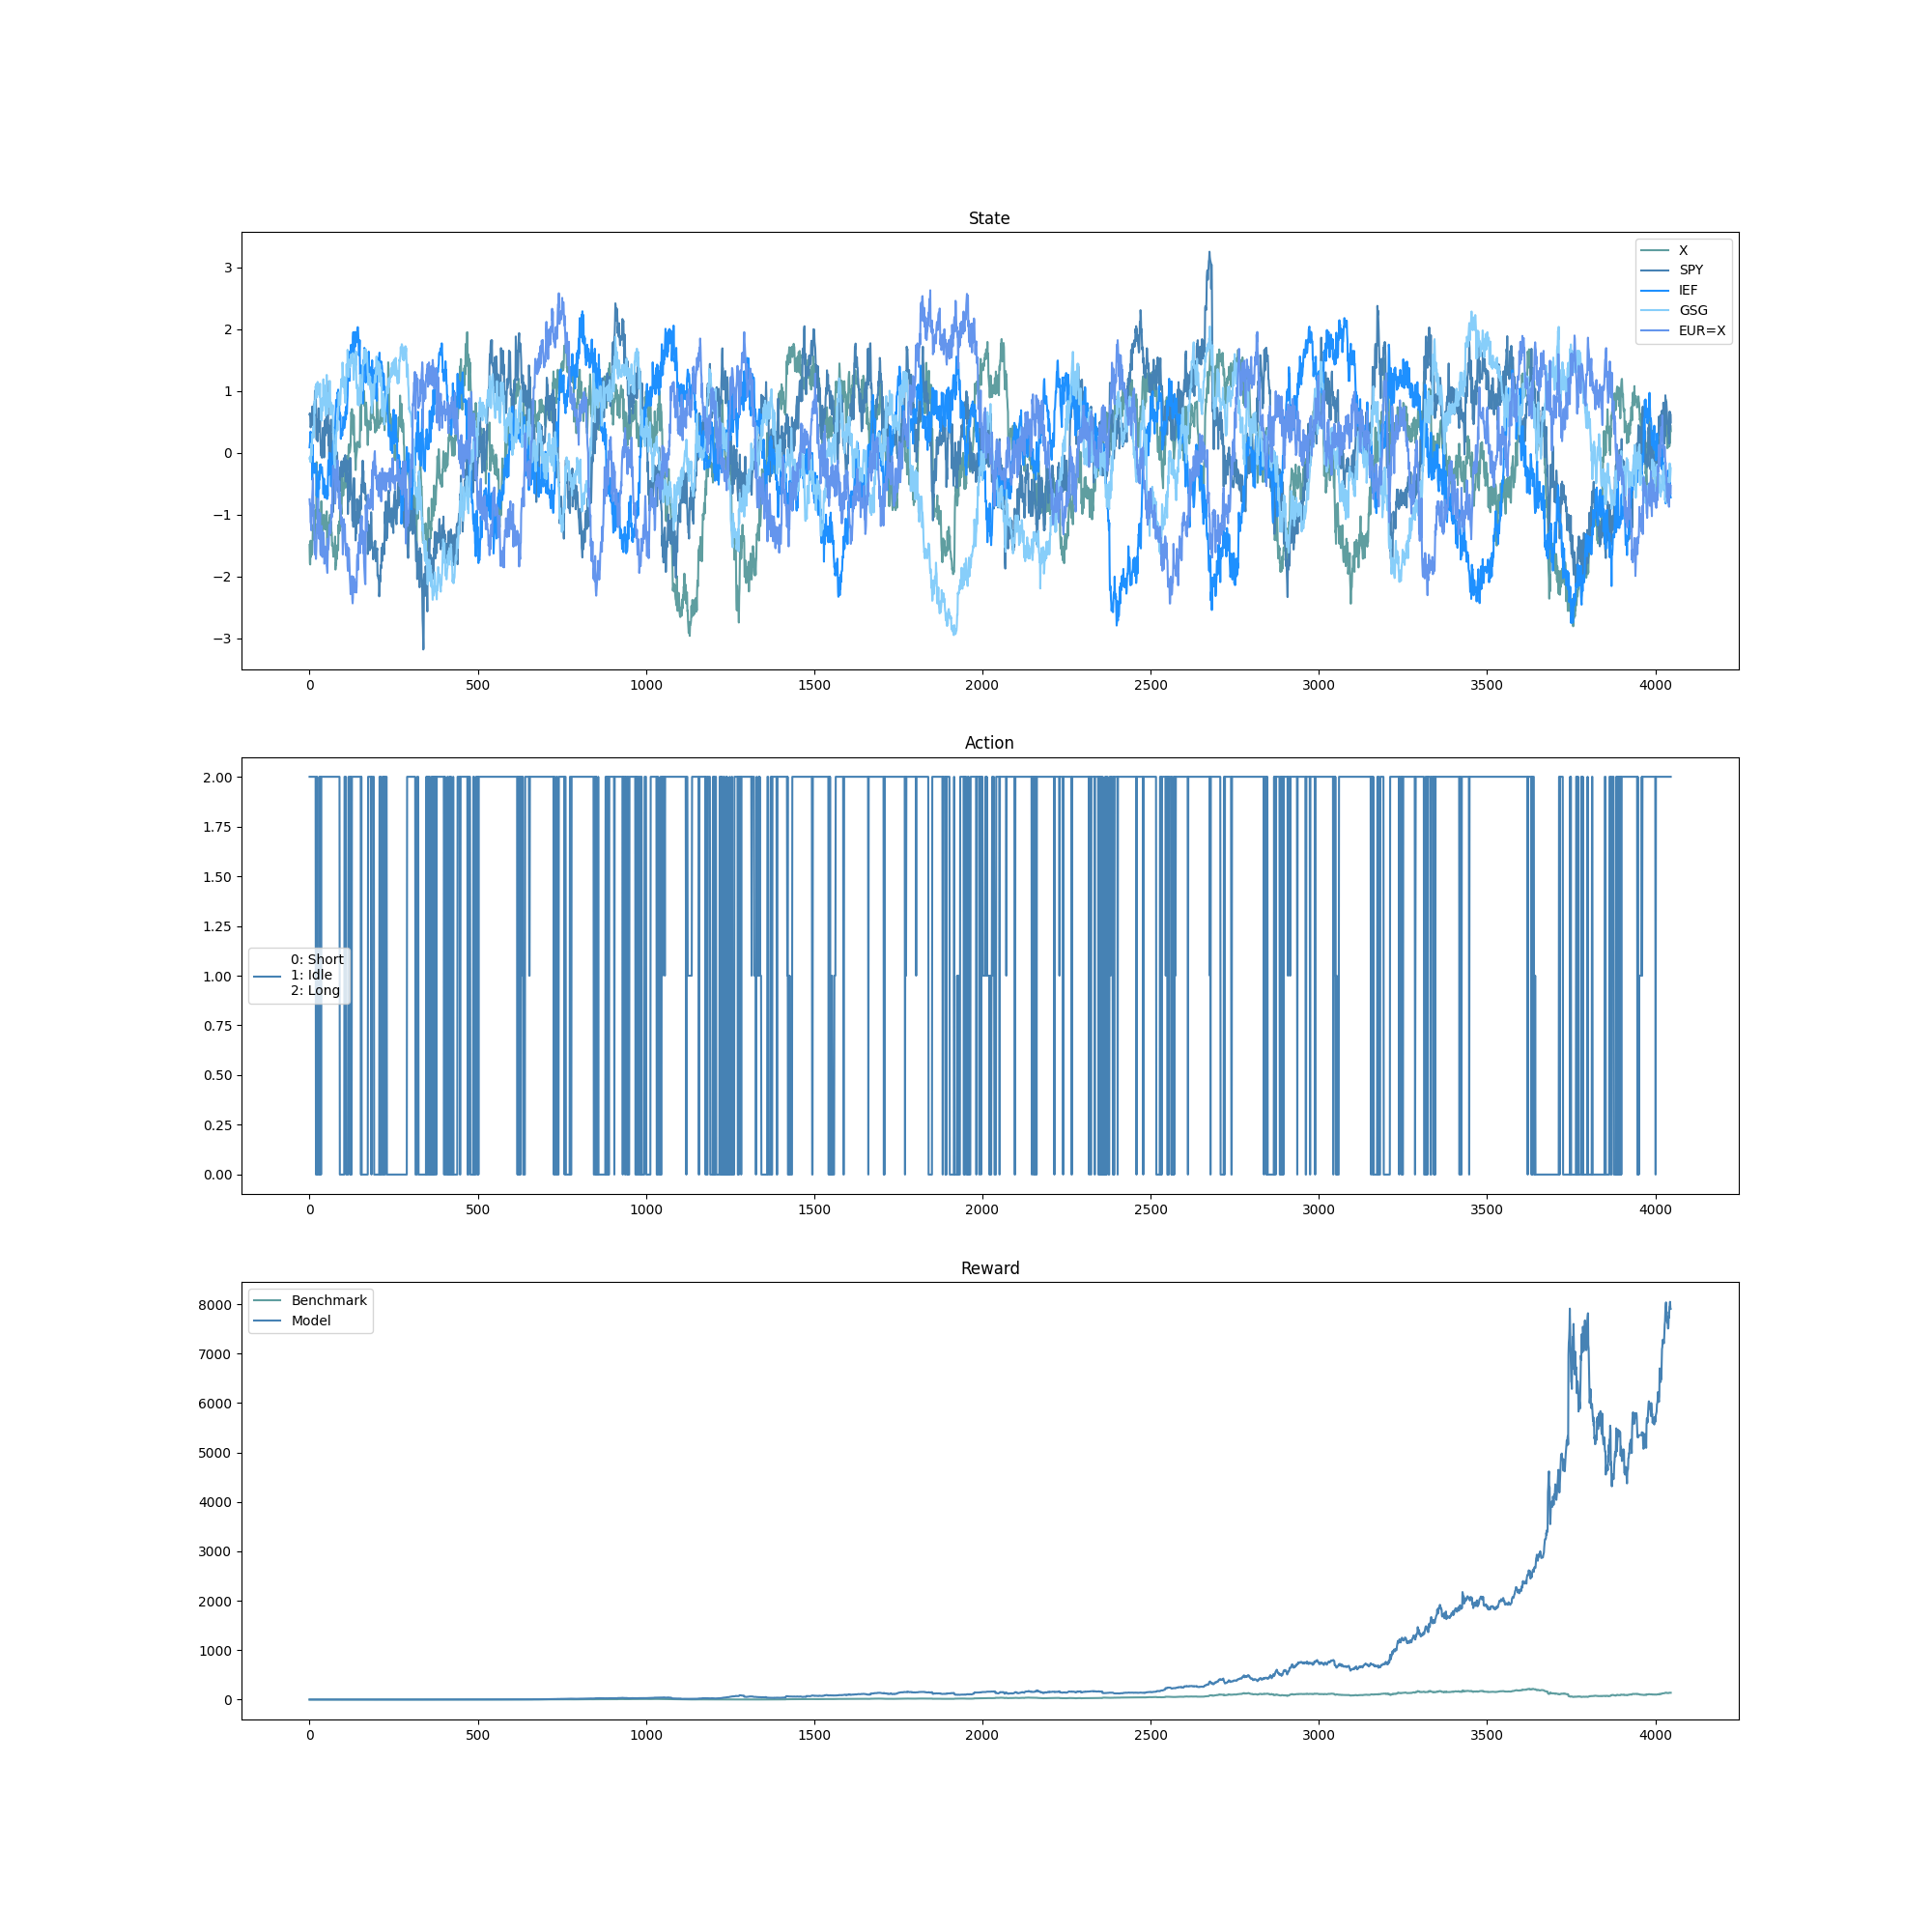 State
3
2
1
0
−1
−2
−3
X
SPY
IEF
GSG
EUR=X
0 500 1000 1500 2000 2500 3000 3500 4000
Action
2.00
1.75
1.50
1.25
1.00
0.75
0.50
0.25
0.00
0: Short
1: Idle
2: Long
0 500 1000 1500 2000 2500 3000 3500 4000
Reward
8000
7000
6000
5000
4000
3000
2000
1000
0
Benchmark
Model
0 500 1000 1500 2000 2500 3000 3500 4000